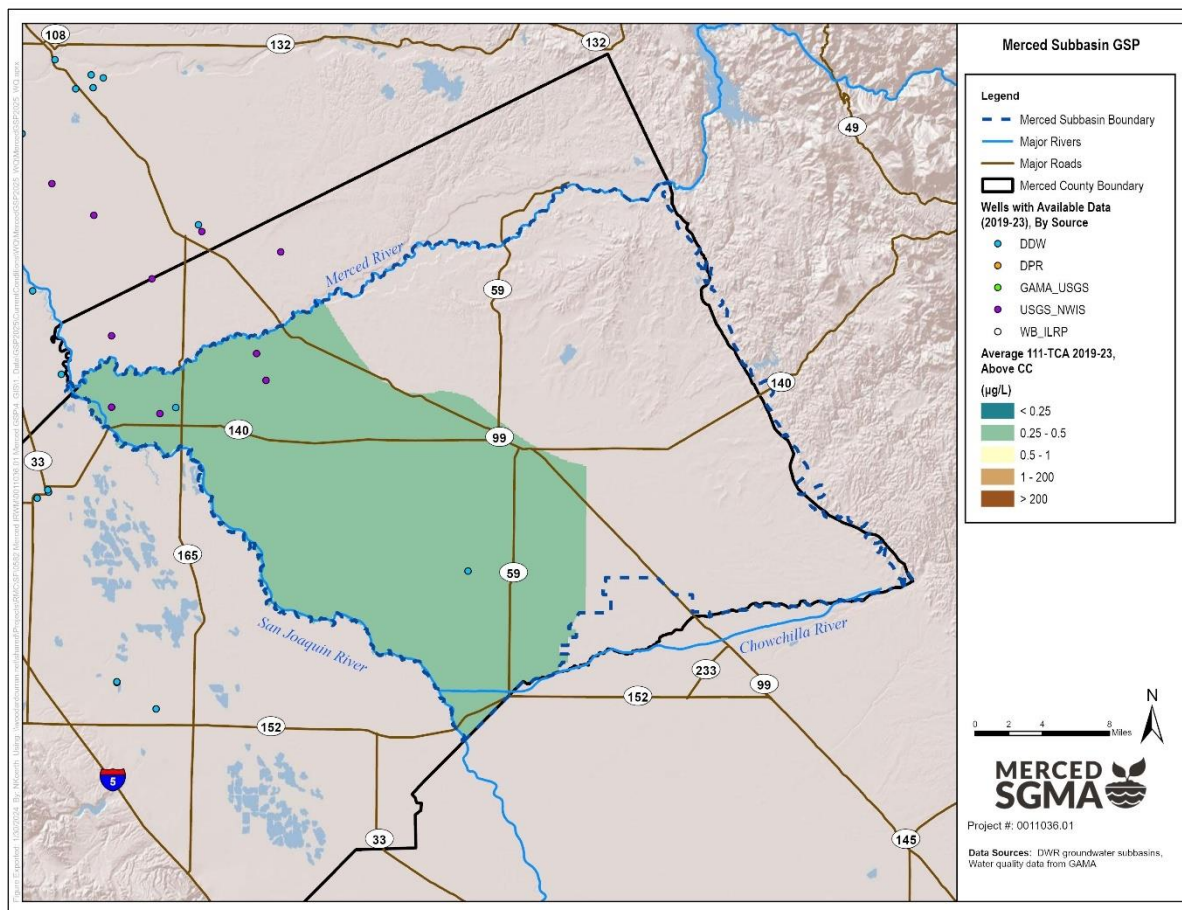 108
132
132
49
Merced River
59
140
140
99
33
165
59
San Joaquin River
Chowchilla River
233
99
152
152
5
33
145
Merced Subbasin GSP
Legend
Merced Subbasin Boundary
Major Rivers
Major Roads
Merced County Boundary
Wells with Available Data
(2019-23), By Source
DDW
DPR
GAMA_USGS
USGS_NWIS
WB_ILRP
Average 111-TCA 2019-23,
Above CC
(µg/L)
< 0.25
0.25 - 0.5
0.5 - 1
1 - 200
> 200
N
0 2 4 8
Miles
MERCED
SGMA
Project #: 0011036.01
Data Sources: DWR groundwater subbasins,
Water quality data from GAMA